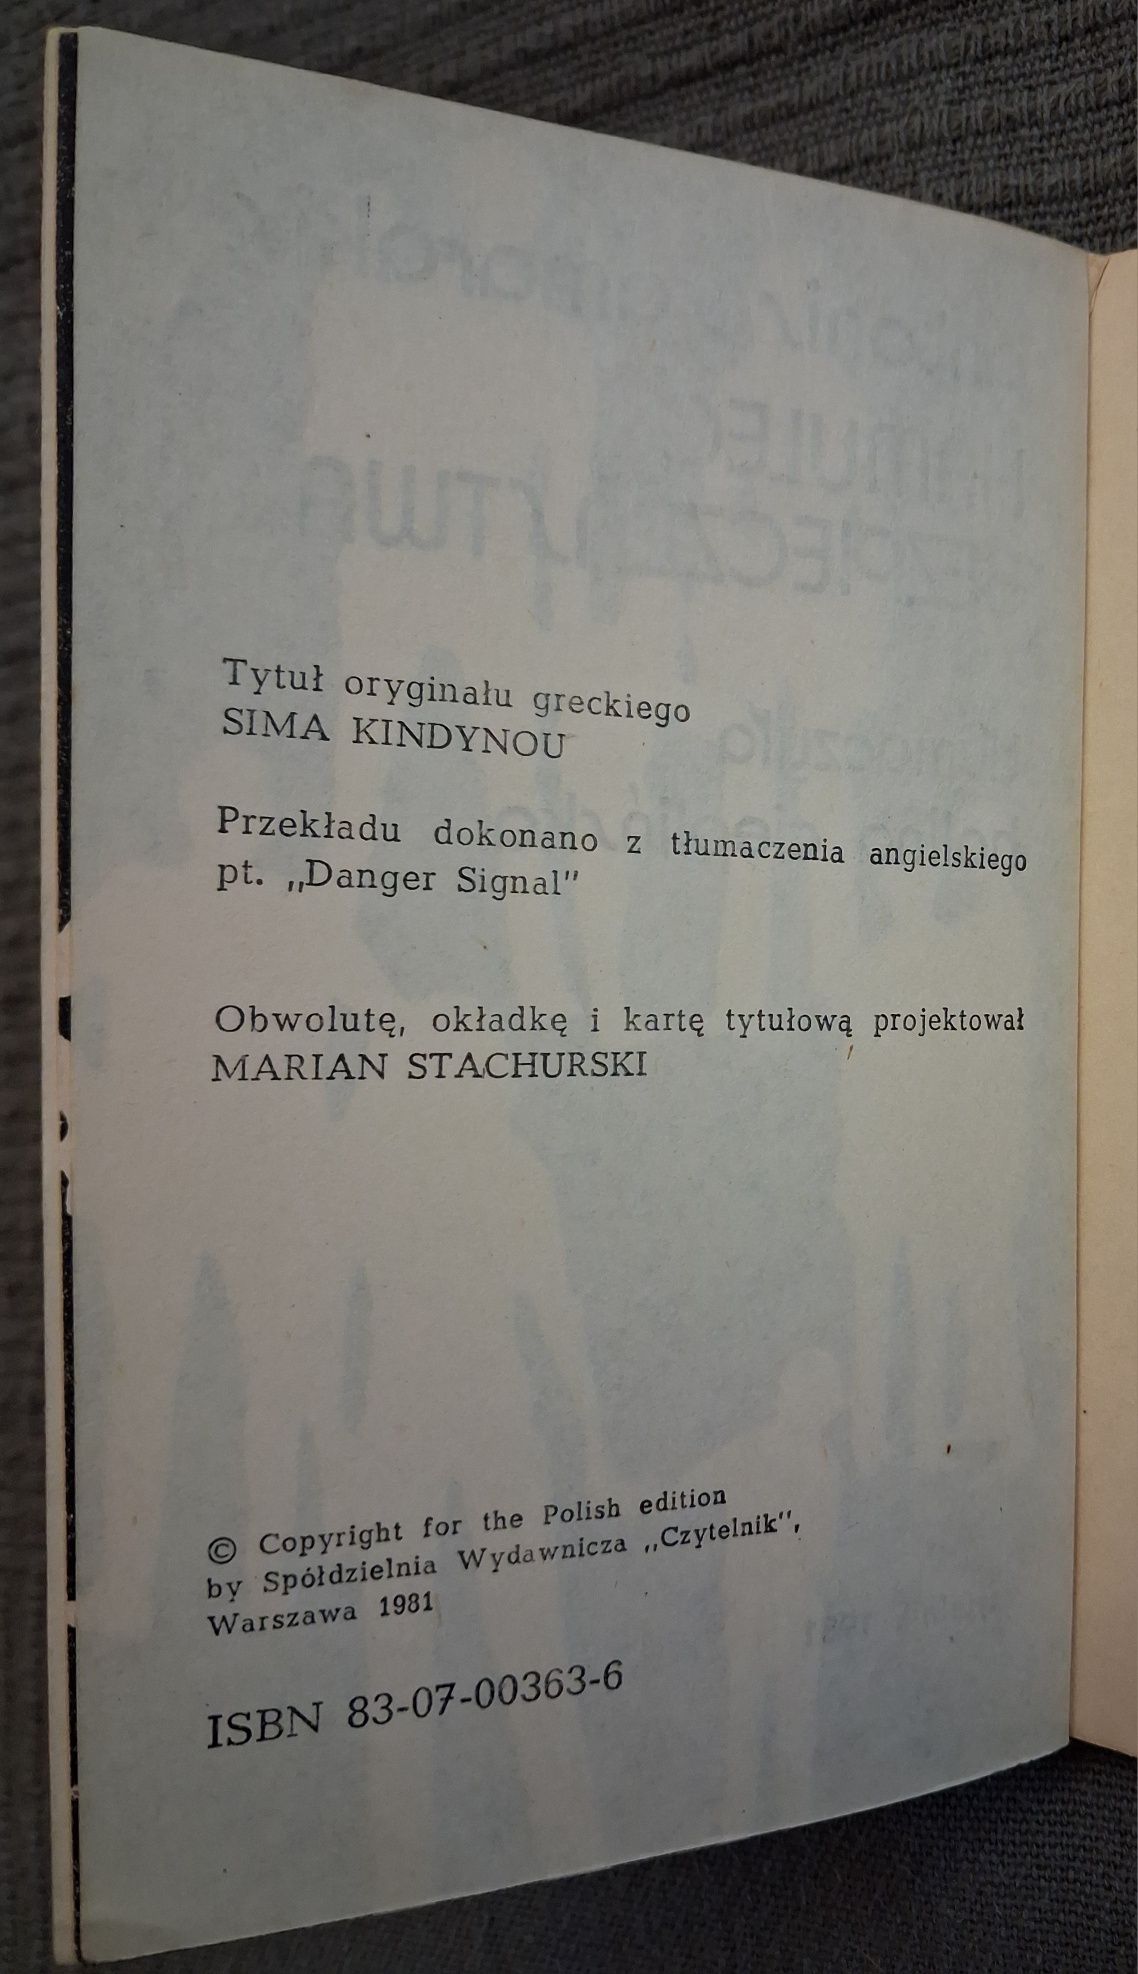 Tytuł oryginału greckiego
SIMA KINDYNOU
Przekładu dokonano z tłumaczenia angielskiego
pt. „Danger Signal"
Obwolutę, okładkę i kartę tytułową projektował
MARIAN STACHURSKI
© Copyright for the Polish edition
by Spółdzielnia Wydawnicza „Czytelnik",
Warszawa 1981
ISBN 83-07-00363-6